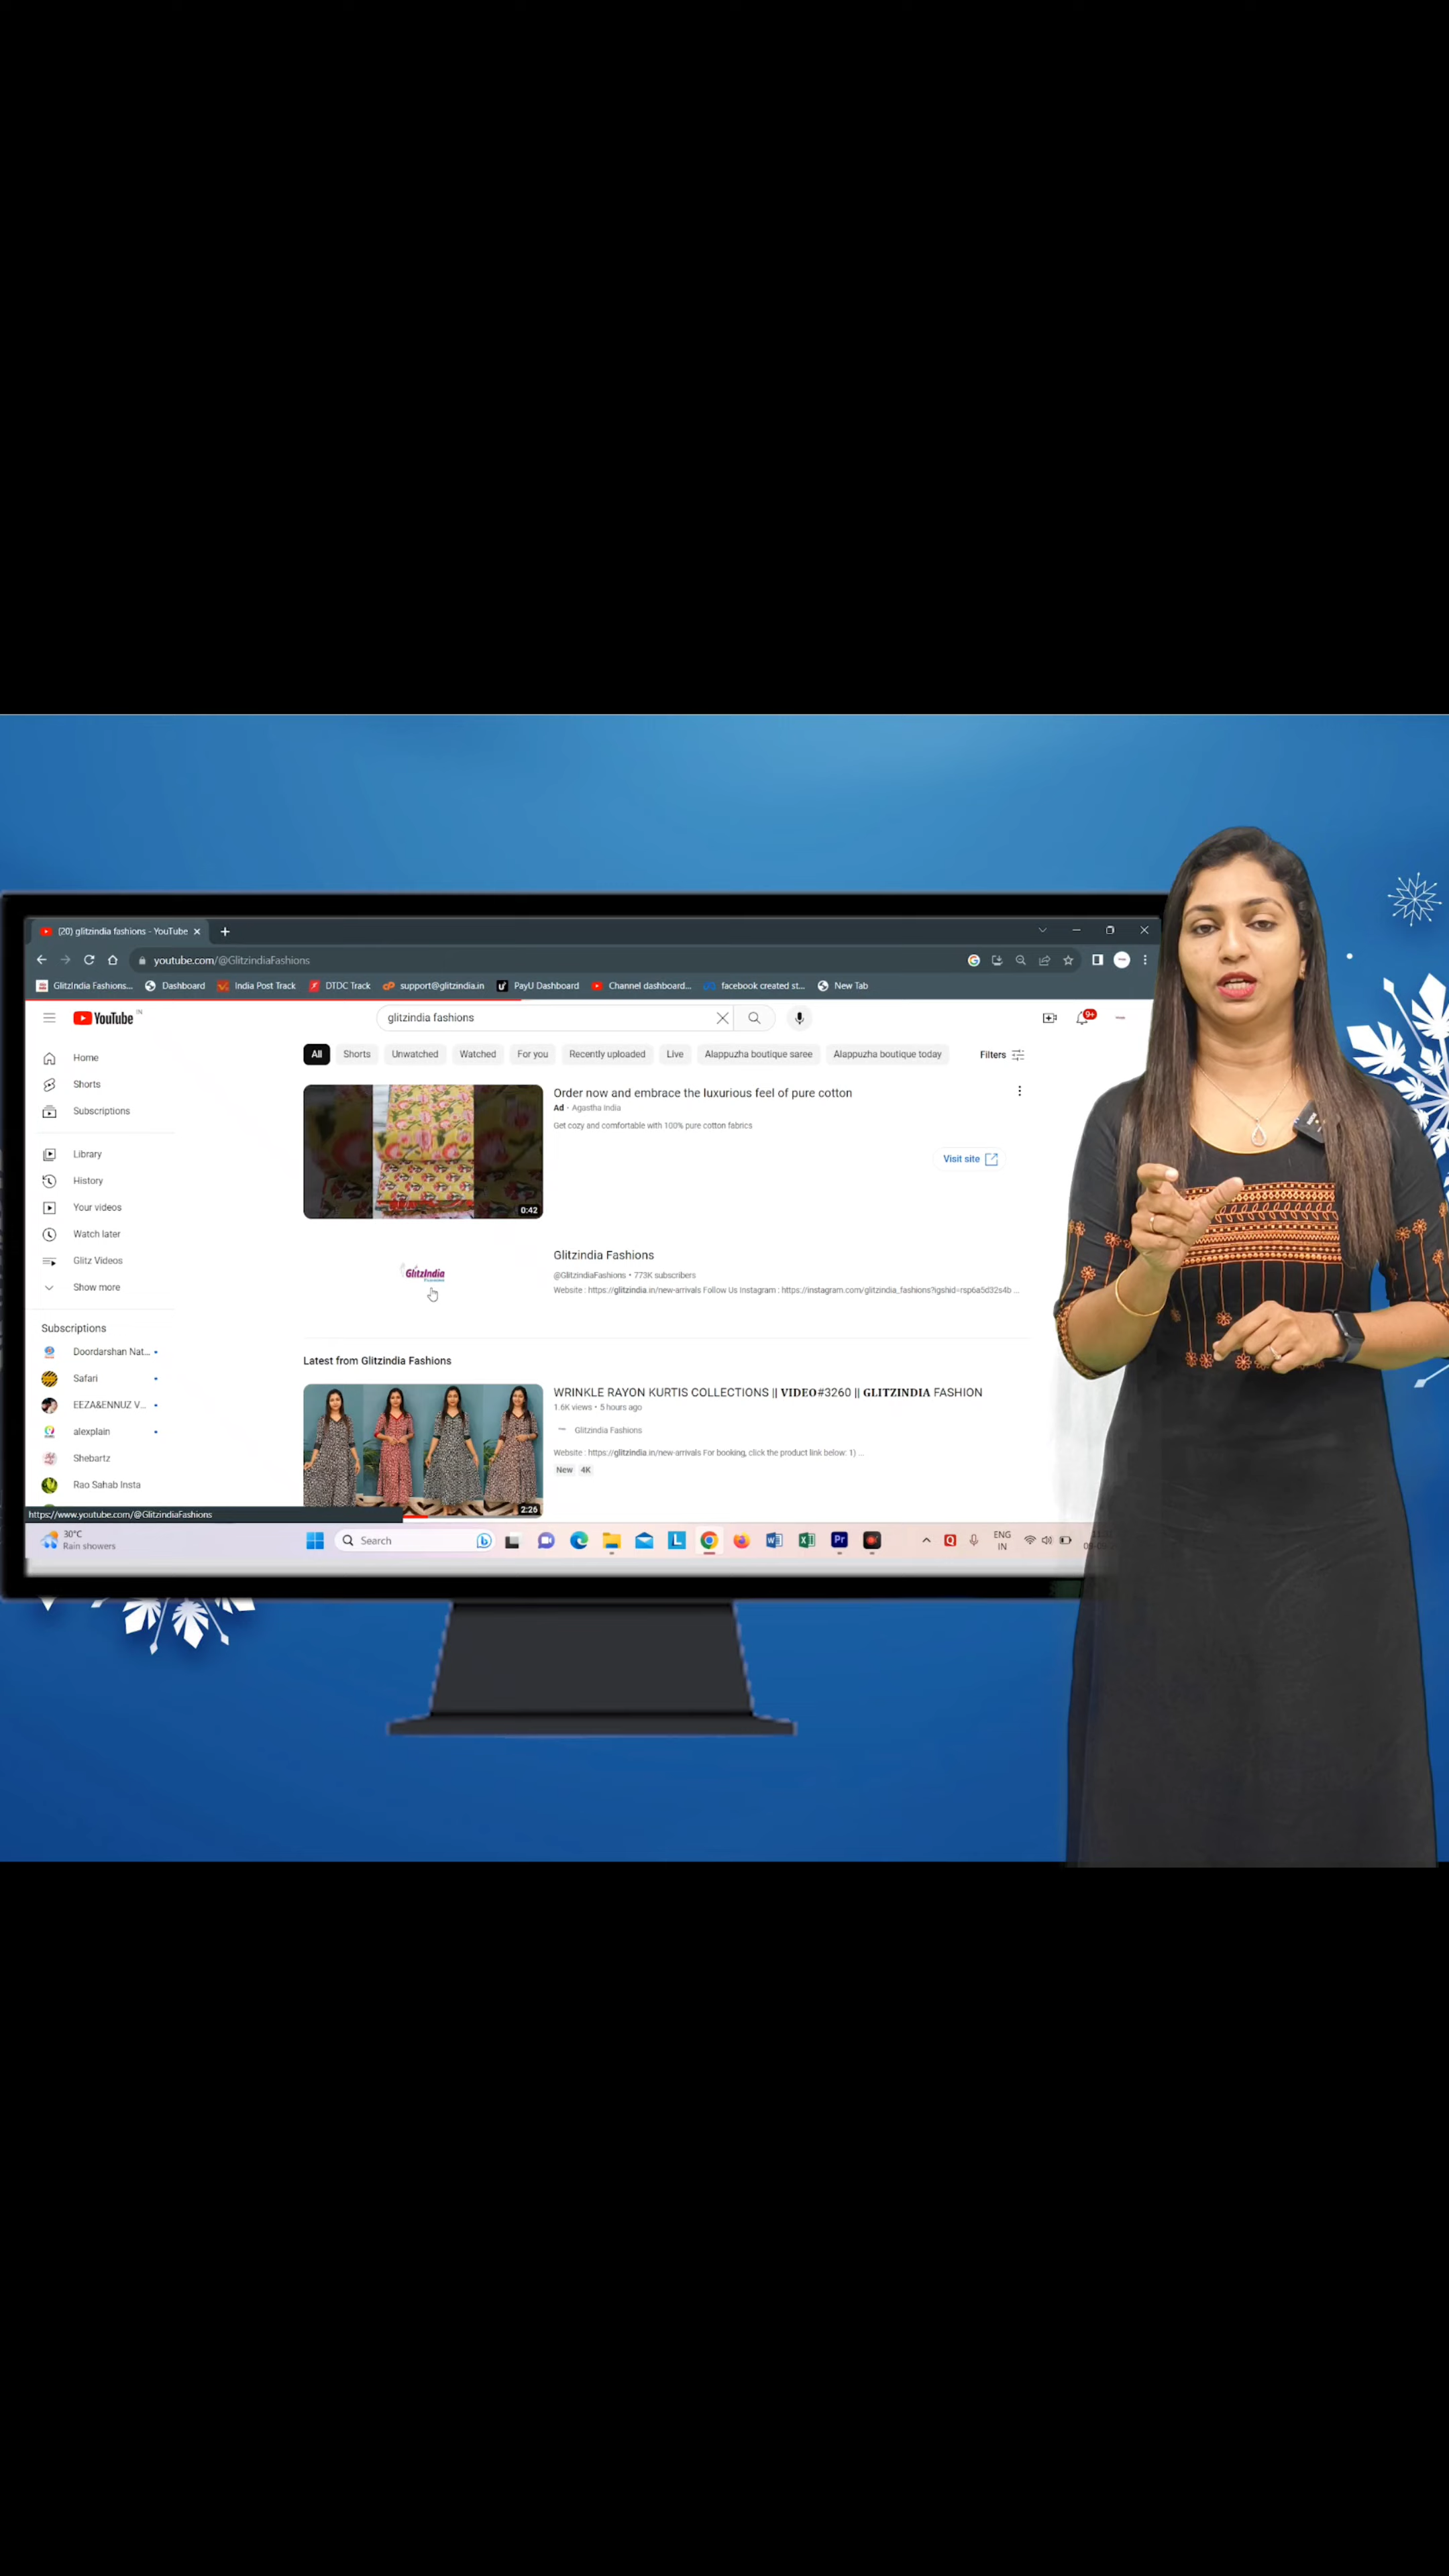 (20) glitzindia fashions - YouTube
youtube.com/@GlitzindiaFashions
GlitzIndia Fashions... Dashboard India Post Track DTDC Track support@glitzindia.in PayU Dashboard Channel dashboard... facebook created st... New Tab
YouTube IN
glitzindia fashions
9+
All Shorts Unwatched Watched For you Recently uploaded Live Alappuzha boutique saree Alappuzha boutique today Filters
Home
Shorts
Subscriptions
Library
History
Your videos
Watch later
Glitz Videos
Show more
Subscriptions
Doordarshan Nat...
Safari
EEZA&ENNUZ V...
alexplain
Shebartz
Rao Sahab Insta
Order now and embrace the luxurious feel of pure cotton
Ad · Agastha India
Get cozy and comfortable with 100% pure cotton fabrics
Visit site
0:42
GlitzIndia
Glitzindia Fashions
@GlitzindiaFashions • 773K subscribers
Website : https://glitzindia.in/new-arrivals Follow Us Instagram : https://instagram.com/glitzindia_fashions?igshid=rsp6a5d32s4b ...
Latest from Glitzindia Fashions
WRINKLE RAYON KURTIS COLLECTIONS || 𝐕𝐈𝐃𝐄𝐎#𝟑𝟐𝟔𝟎 || 𝐆𝐋𝐈𝐓𝐙𝐈𝐍𝐃𝐈𝐀 FASHION
1.6K views • 5 hours ago
Glitzindia Fashions
Website : https://glitzindia.in/new-arrivals For booking, click the product link below: 1) ...
New 4K
2:26
https://www.youtube.com/@GlitzindiaFashions
30°C
Rain showers
Search
ENG
IN